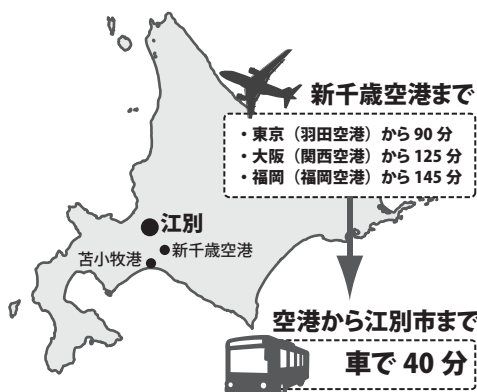 新千歳空港まで
・東京（羽田空港）から 90 分
・大阪（関西空港）から 125 分
・福岡（福岡空港）から 145 分
江別
新千歳空港
苫小牧港
空港から江別市まで
車で 40 分